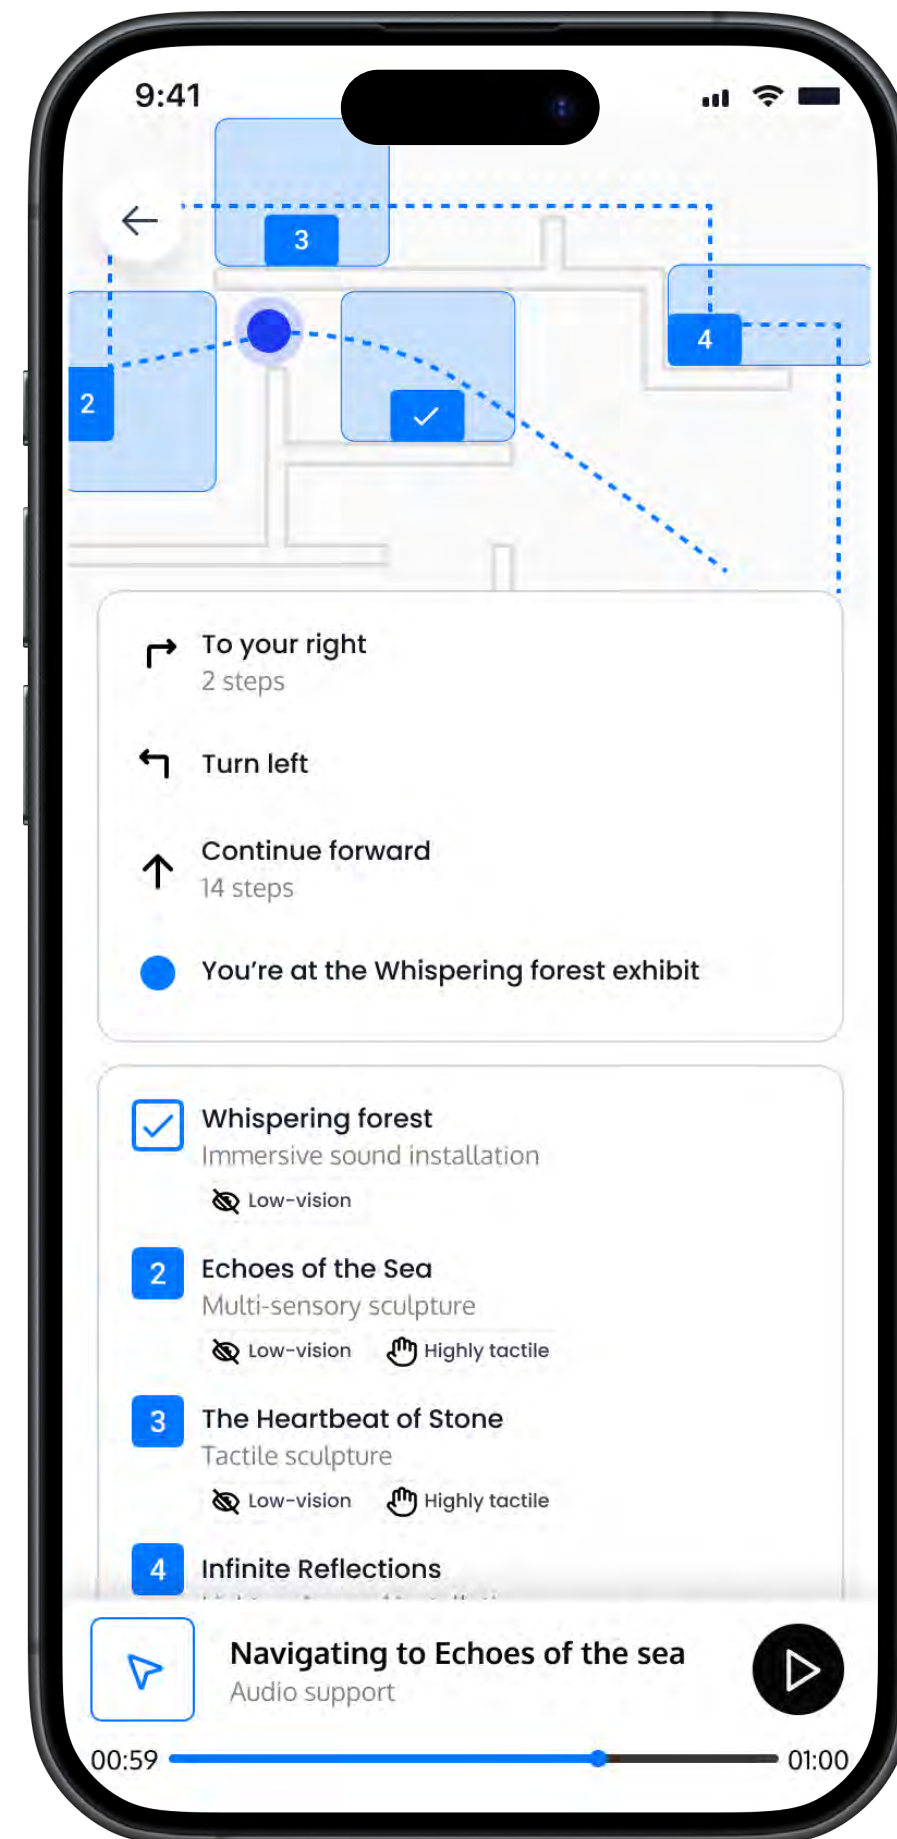 9:41
3
4
2
To your right
2 steps
Turn left
Continue forward
14 steps
You're at the Whispering forest exhibit
Whispering forest
Immersive sound installation
Low-vision
2
Echoes of the Sea
Multi-sensory sculpture
Low-vision
Highly tactile
3
The Heartbeat of Stone
Tactile sculpture
Low-vision
Highly tactile
4
Infinite Reflections
Navigating to Echoes of the sea
Audio support
00:59
01:00